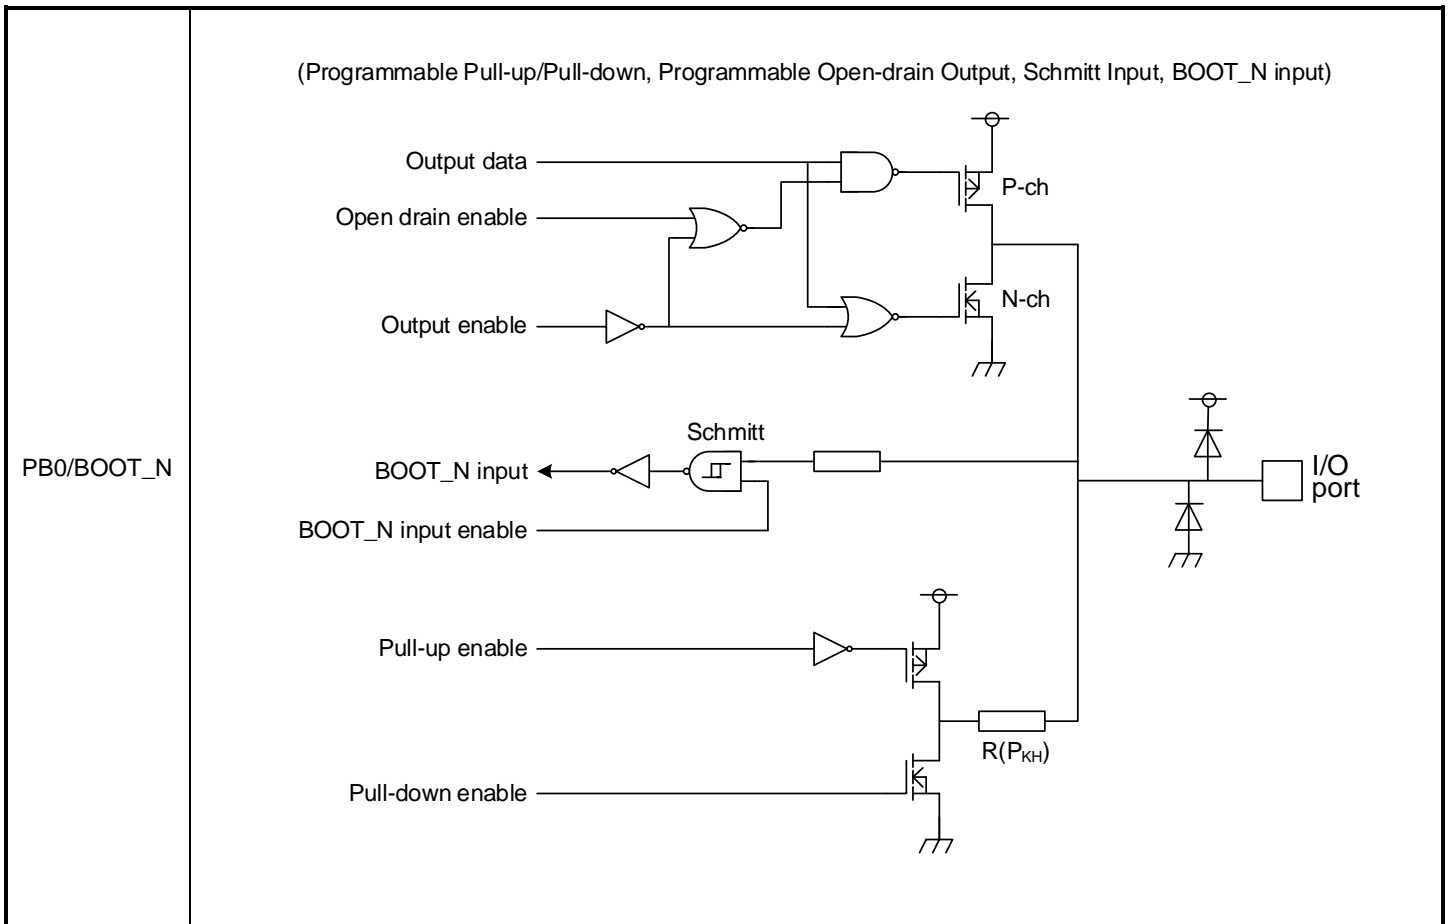 (Programmable Pull-up/Pull-down, Programmable Open-drain Output, Schmitt Input, BOOT_N input)
Output data
P-ch
Open drain enable
N-ch
Output enable
Schmitt
PB0/BOOT_N
BOOT_N input
I/O
port
BOOT_N input enable
Pull-up enable
R(PKH)
Pull-down enable